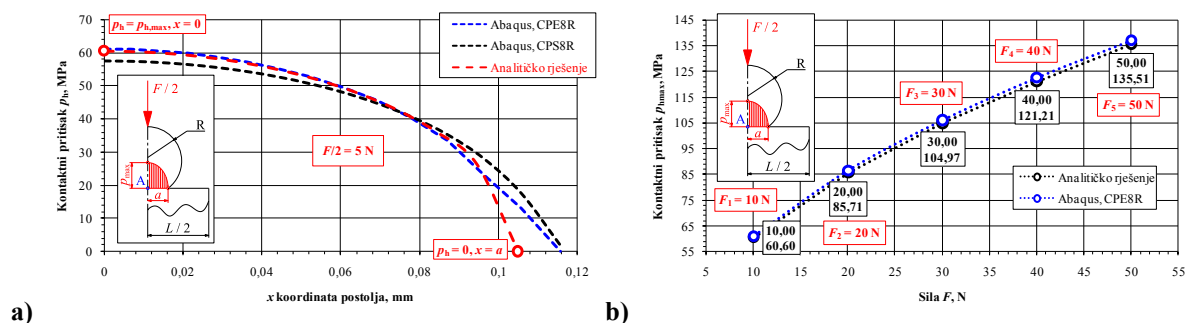 p_h = p_h,max, x = 0
70
60
50
40
30
20
10
0
Kontaktni pritisak p_h, MPa
Abaqus, CPE8R
Abaqus, CPS8R
Analitičko rješenje
F / 2
R
p_max
A
a
L / 2
F/2 = 5 N
p_h = 0, x = a
0
0,02
0,04
0,06
0,08
0,1
0,12
x koordinata postolja, mm
a)
145
135
125
115
105
95
85
75
65
55
Kontaktni pritisak p_hmax, MPa
F / 2
R
p_max
A
a
L / 2
F₁ = 10 N
10,00
60,60
F₂ = 20 N
20,00
85,71
F₃ = 30 N
30,00
104,97
F₄ = 40 N
40,00
121,21
F₅ = 50 N
50,00
135,51
Analitičko rješenje
Abaqus, CPE8R
5
10
15
20
25
30
35
40
45
50
55
Sila F, N
b)